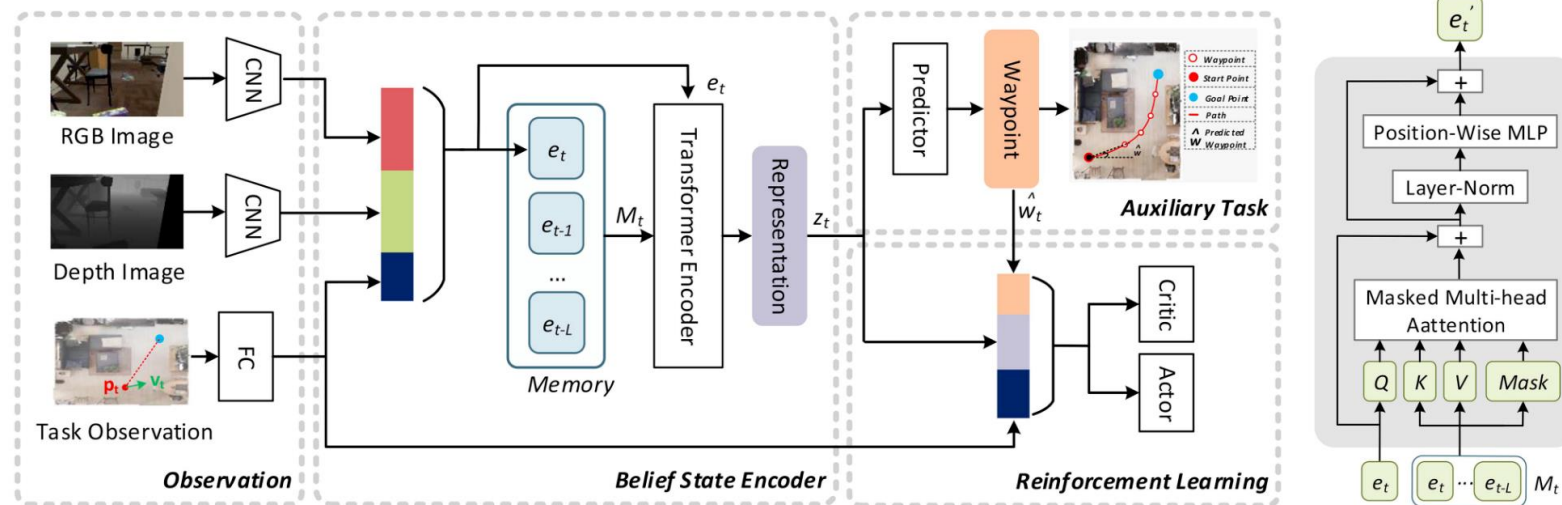 RGB Image
CNN
Depth Image
CNN
p_t
v_t
Task Observation
FC
Observation
e_t
e_t
e_{t-1}
...
e_{t-L}
Memory
M_t
Transformer Encoder
Representation
z_t
Belief State Encoder
Predictor
Waypoint
Waypoint
Start Point
Goal Point
Path
ŵ Predicted
Waypoint
ŵ
Auxiliary Task
ŵ_t
Critic
Actor
Reinforcement Learning
e_t'
+
Position-Wise MLP
Layer-Norm
+
Masked Multi-head
Aattention
Q K V Mask
e_t
e_t ... e_{t-L} M_t